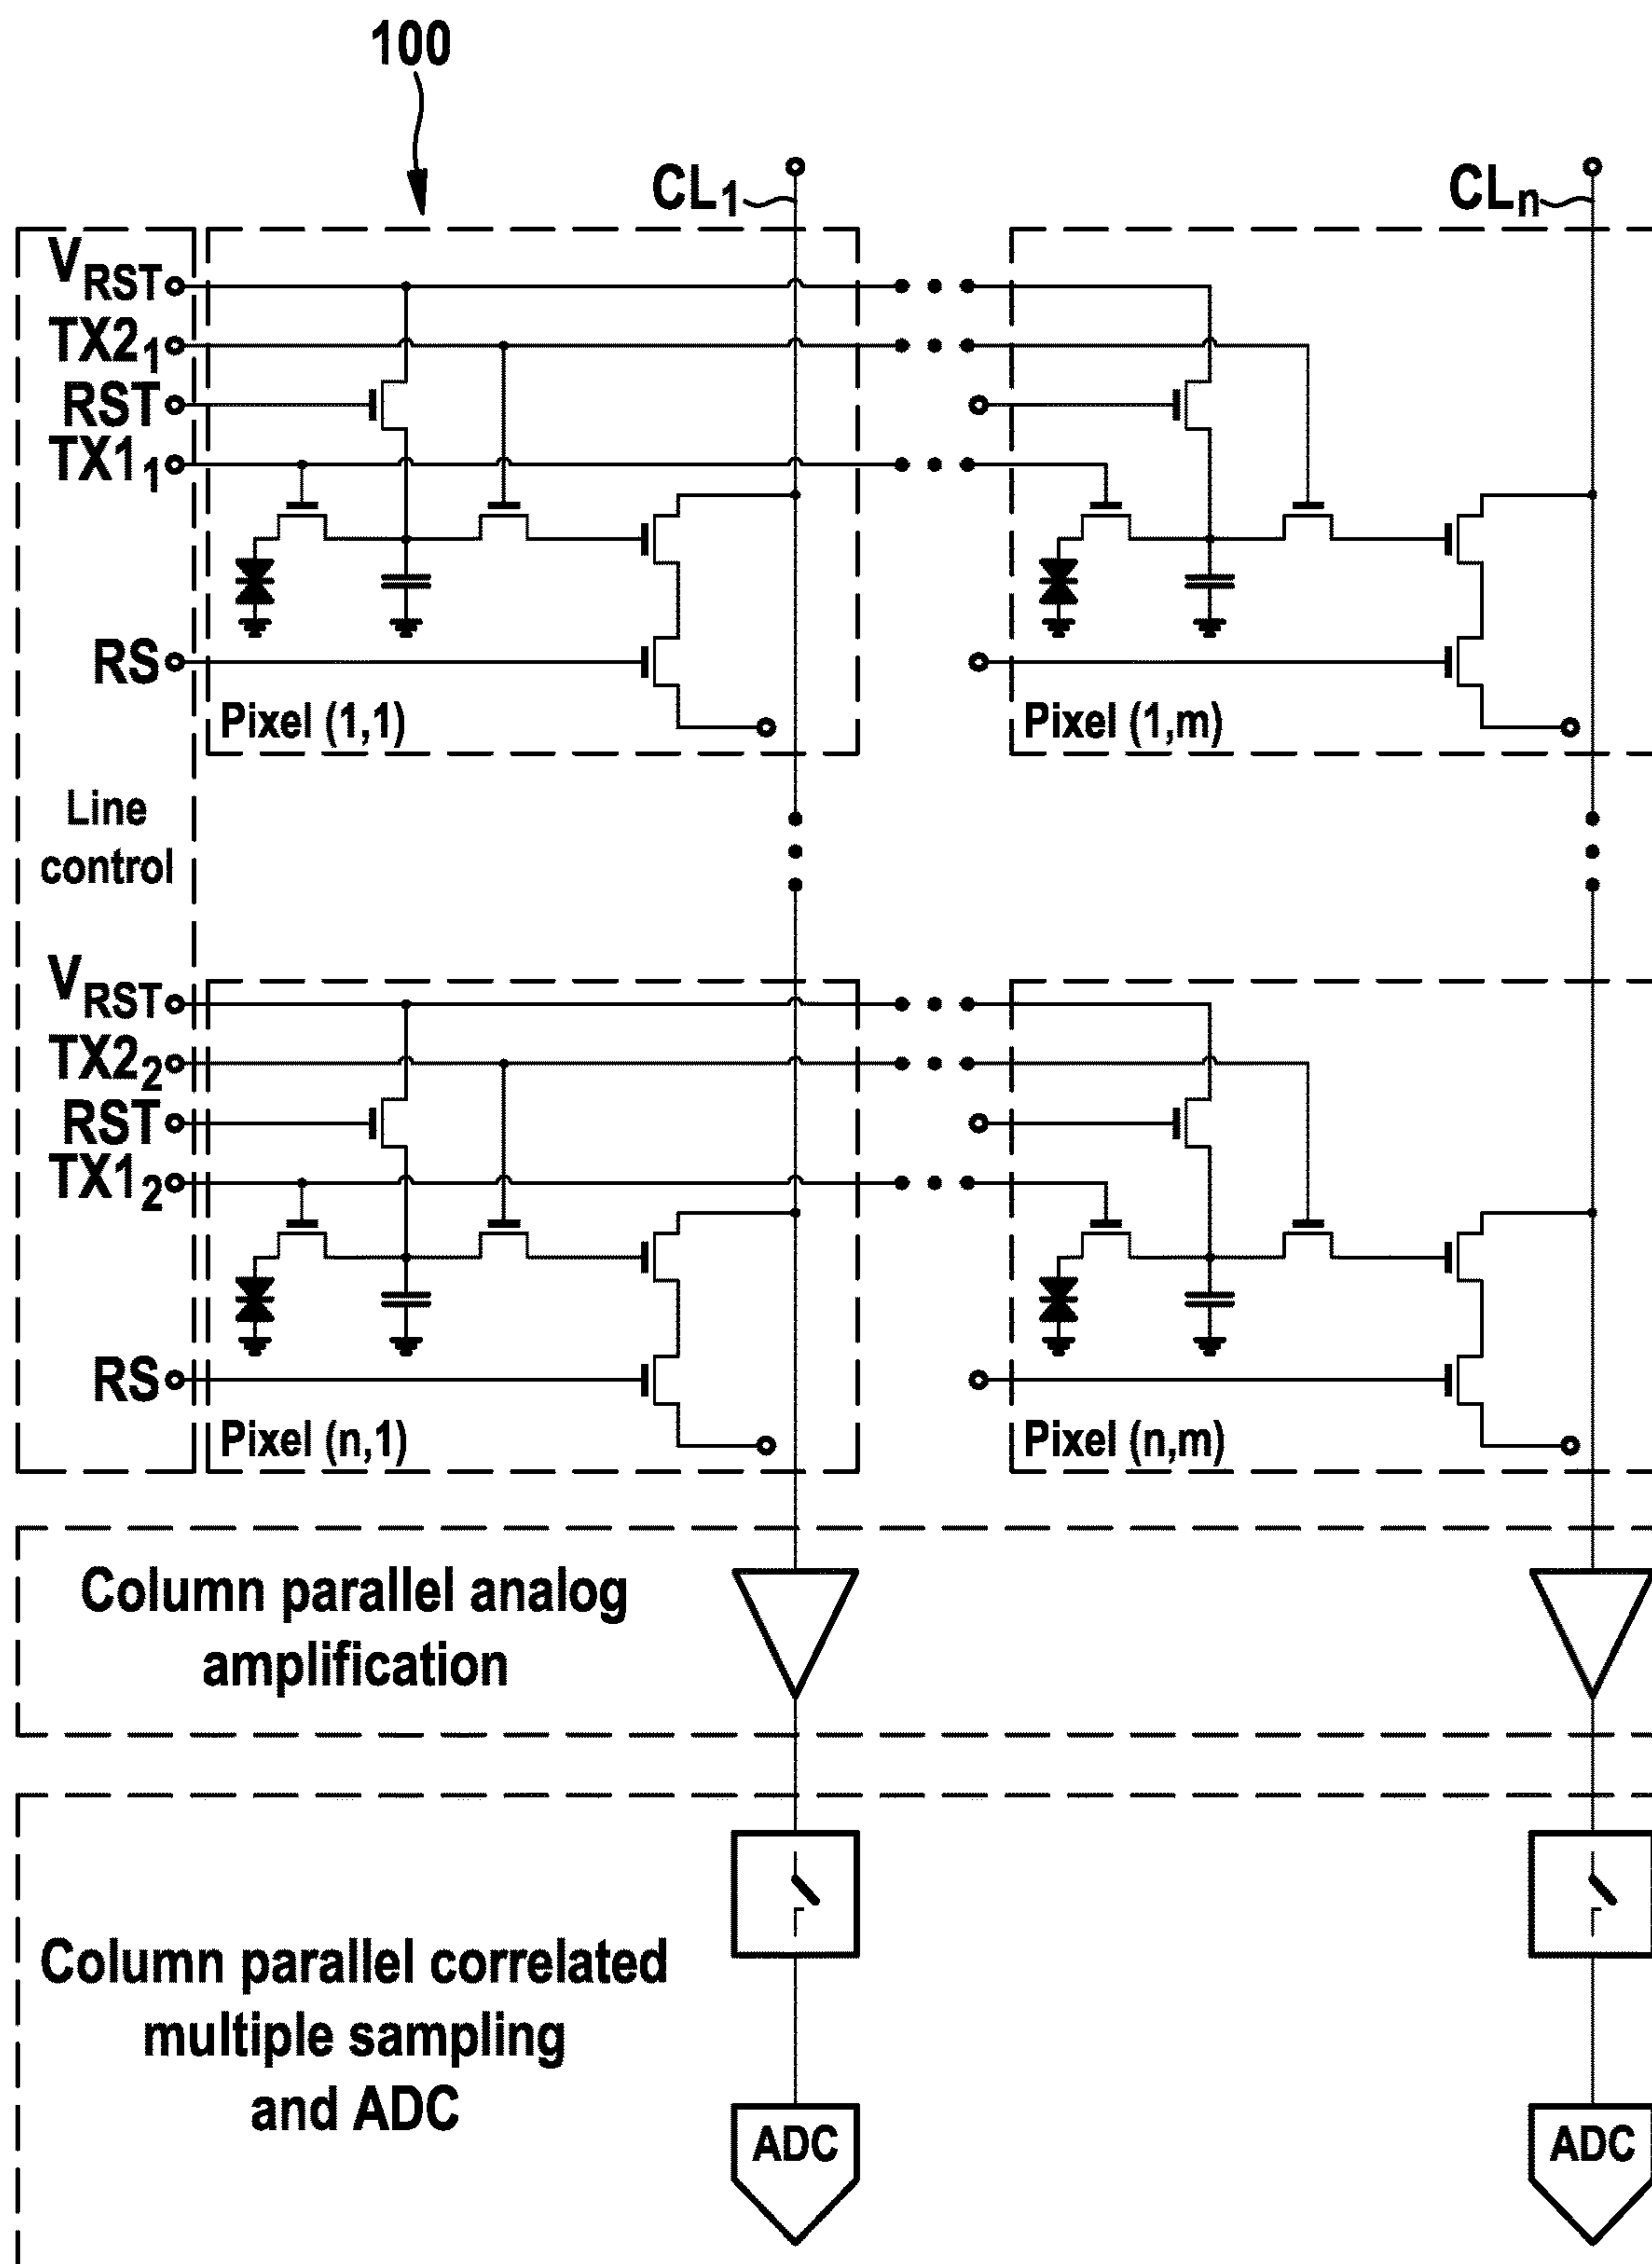 100
CL1
CLn
VRST
TX21
RST
TX11
RS
Pixel (1,1)
Pixel (1,m)
Line
control
VRST
TX22
RST
TX12
RS
Pixel (n,1)
Pixel (n,m)
Column parallel analog
amplification
Column parallel correlated
multiple sampling
and ADC
ADC
ADC